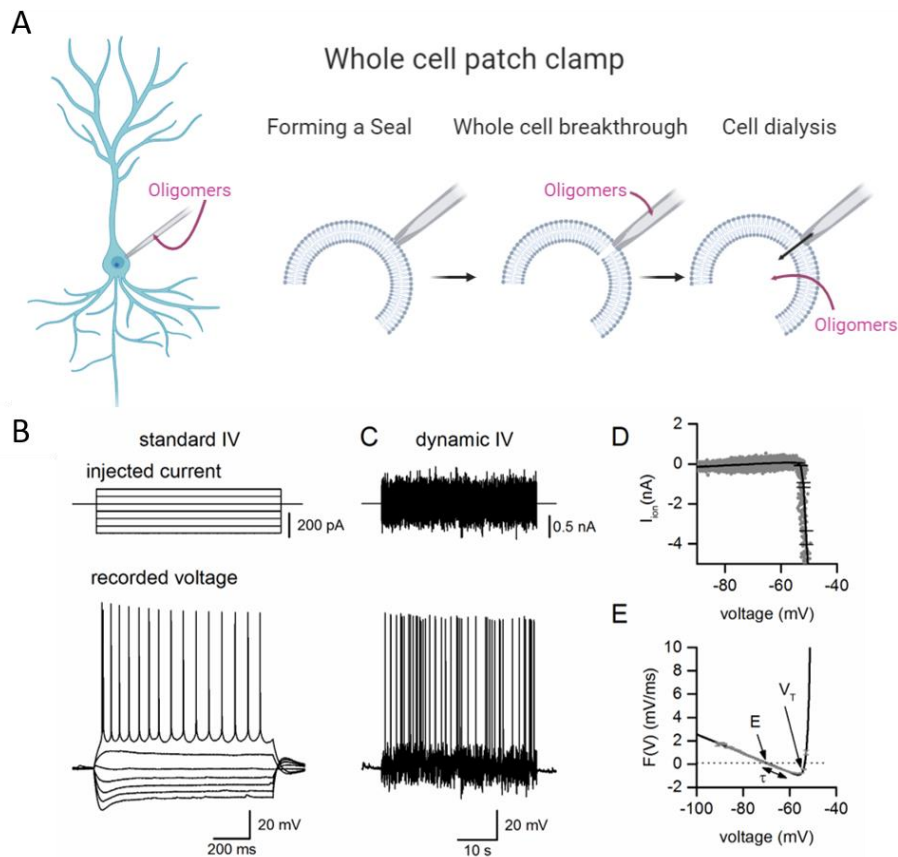 A
Whole cell patch clamp
Forming a Seal
Whole cell breakthrough
Cell dialysis
Oligomers
Oligomers
Oligomers
B
standard IV
injected current
200 pA
recorded voltage
20 mV
200 ms
C
dynamic IV
0.5 nA
20 mV
10 s
D
2
0
-2
-4
I_ion(nA)
-80
-60
-40
voltage (mV)
E
10
8
6
4
2
0
-2
F(V) (mV/ms)
V_T
E
τ
-100
-80
-60
-40
voltage (mV)